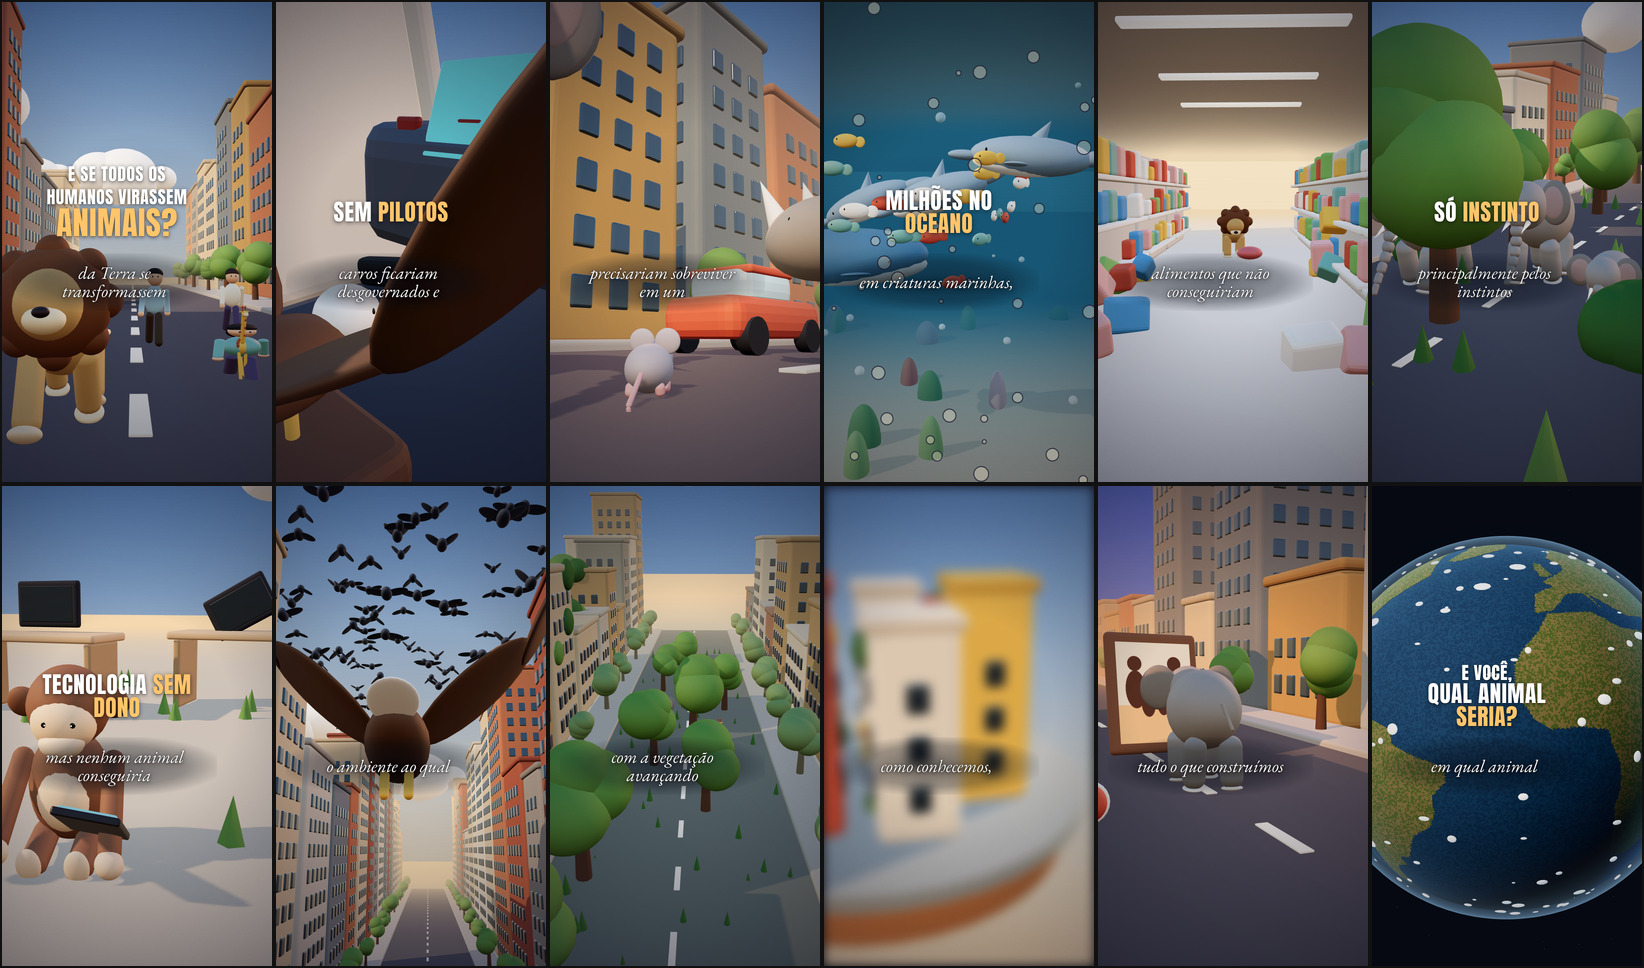 E SE TODOS OS
HUMANOS VIRASSEM
ANIMAIS?
da Terra se
transformassem
SEM PILOTOS
carros ficariam
desgovernados e
precisariam sobreviver
em um
MILHÕES NO
OCEANO
em criaturas marinhas,
alimentos que não
conseguiriam
SÓ INSTINTO
principalmente pelos
instintos
TECNOLOGIA SEM
DONO
mas nenhum animal
conseguiria
o ambiente ao qual
com a vegetação
avançando
como conhecemos,
tudo o que construímos
E VOCÊ,
QUAL ANIMAL
SERIA?
em qual animal